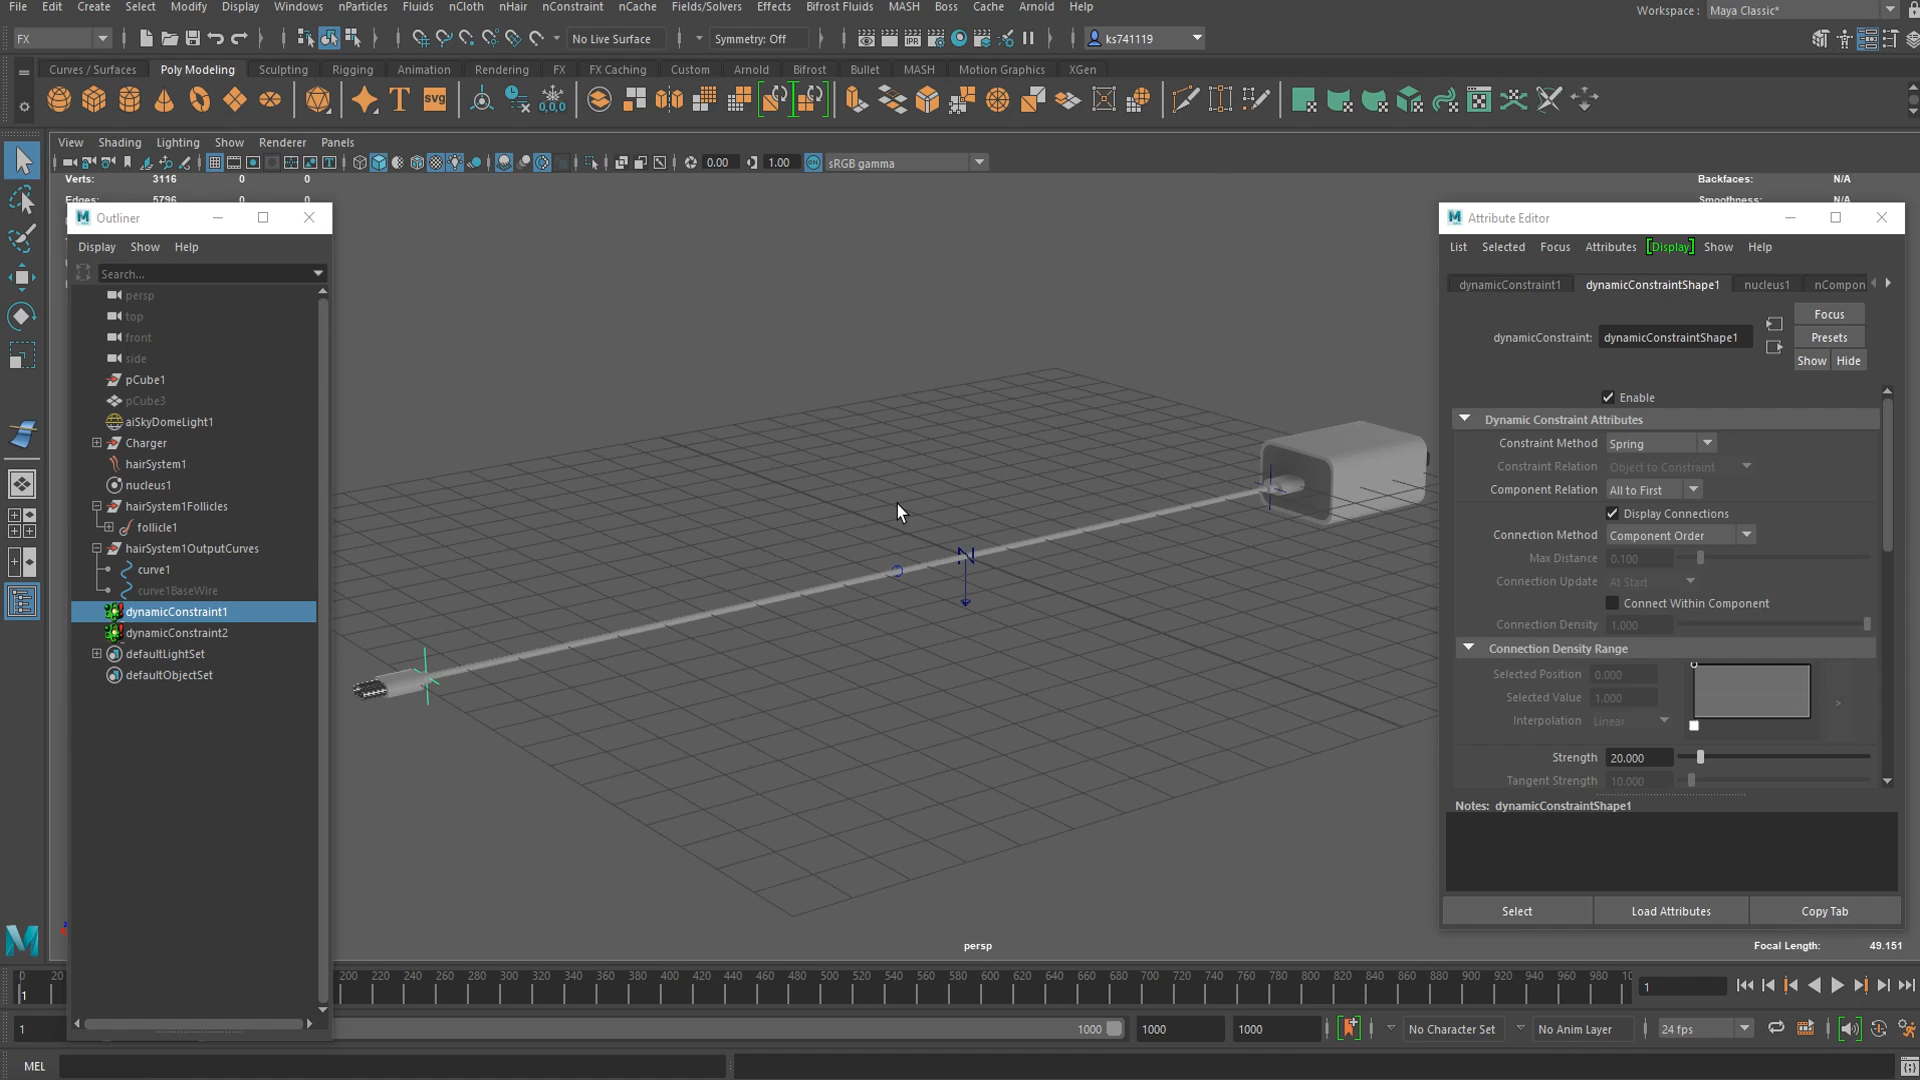 File Edit Create Select Modify Display Windows nParticles Fluids nCloth nHair nConstraint nCache Fields/Solvers Effects Bifrost Fluids MASH Boss Cache Arnold Help
Workspace : Maya Classic*
FX
No Live Surface
Symmetry: Off
IPR
ks741119
Curves / Surfaces Poly Modeling Sculpting Rigging Animation Rendering FX FX Caching Custom Arnold Bifrost Bullet MASH Motion Graphics XGen
SVG
View Shading Lighting Show Renderer Panels
0.00 1.00 ON sRGB gamma
Verts: 3116 0 0
Edges: 5796 0 0
Backfaces: N/A
Smoothness: N/A
Outliner
Display Show Help
Search...
persp
top
front
side
pCube1
pCube3
aiSkyDomeLight1
Charger
hairSystem1
nucleus1
hairSystem1Follicles
follicle1
hairSystem1OutputCurves
curve1
curve1BaseWire
dynamicConstraint1
dynamicConstraint2
defaultLightSet
defaultObjectSet
N
persp
Attribute Editor
List Selected Focus Attributes Display Show Help
dynamicConstraint1 dynamicConstraintShape1 nucleus1 nCompon
dynamicConstraint: dynamicConstraintShape1
Focus
Presets
Show Hide
Enable
Dynamic Constraint Attributes
Constraint Method Spring
Constraint Relation Object to Constraint
Component Relation All to First
Display Connections
Connection Method Component Order
Max Distance 0.100
Connection Update At Start
Connect Within Component
Connection Density 1.000
Connection Density Range
Selected Position 0.000
Selected Value 1.000
Interpolation Linear
>
Strength 20.000
Tangent Strength 10.000
Notes: dynamicConstraintShape1
Select Load Attributes Copy Tab
Focal Length: 49.151
0 20 200 220 240 260 280 300 320 340 360 380 400 420 440 460 480 500 520 540 560 580 600 620 640 660 680 700 720 740 760 780 800 820 840 860 880 900 920 940 960 980 10
1
1
1 1000 1000 1000 No Character Set No Anim Layer 24 fps
MEL